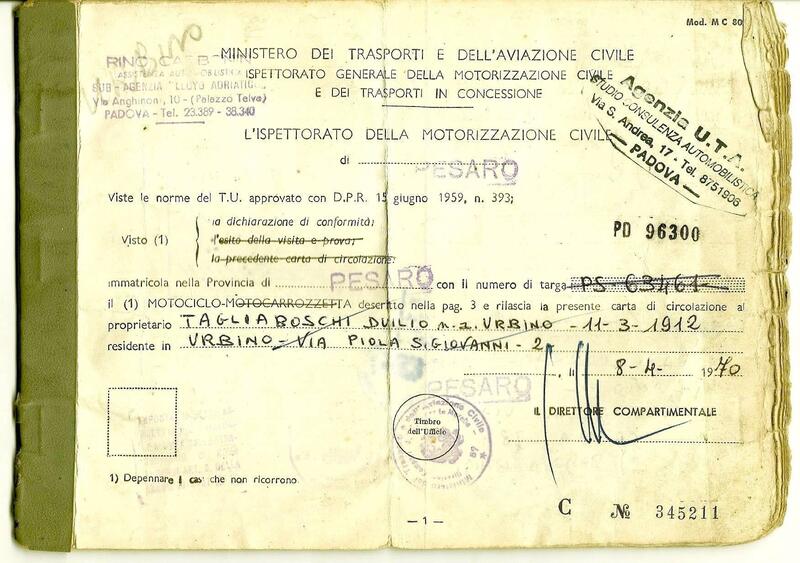 Mod. M C 80
MINISTERO DEI TRASPORTI E DELL'AVIAZIONE CIVILE
ISPETTORATO GENERALE DELLA MOTORIZZAZIONE CIVILE
E DEI TRASPORTI IN CONCESSIONE
RINO
ASSISTENZA AUTOMOBILISTICA
SUB - AGENZIA LLOYD ADRIATICO
Via Anghinoni, 10 - (Palazzo Telve)
PADOVA - Tel. 23.389 - 38.340
Agenzia U.T.A.
STUDIO CONSULENZA AUTOMOBILISTICA
Via S. Andrea, 17 - Tel. 8751906
— PADOVA —
L'ISPETTORATO DELLA MOTORIZZAZIONE CIVILE
di PESARO
Viste le norme del T.U. approvato con D.P.R. 15 giugno 1959, n. 393;
PD 96300
la dichiarazione di conformità;
Visto (1) l'esito della visita e prova;
la precedente carta di circolazione;
immatricola nella Provincia di PESARO con il numero di targa PS 63461
il (1) MOTOCICLO-MOTOCARROZZETTA descritto nella pag. 3 e rilascia la presente carta di circolazione al
proprietario TAGLIABOSCHI DUILIO n. a. URBINO - 11-3-1912
residente in URBINO - VIA PIOLA S. GIOVANNI - 2
PESARO, lì 8-4- 1970
IL DIRETTORE COMPARTIMENTALE
Timbro
dell'Ufficio
1) Depennare i casi che non ricorrono
C № 345211
— 1 —